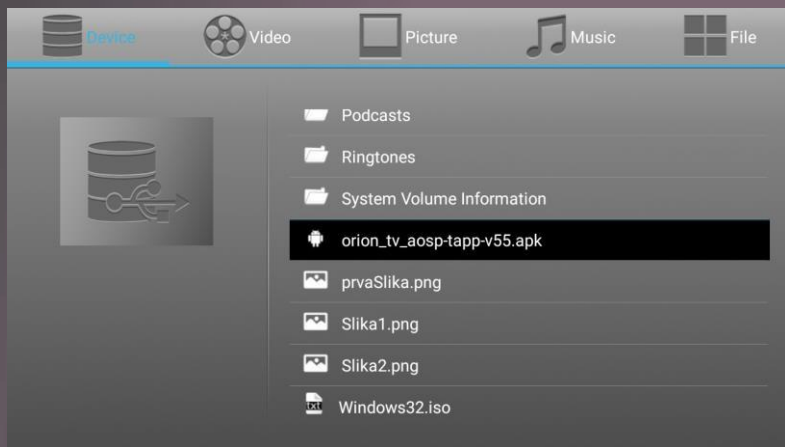 Device
Video
Picture
Music
File
Podcasts
Ringtones
System Volume Information
orion_tv_aosp-tapp-v55.apk
prvaSlika.png
Slika1.png
Slika2.png
txt
Windows32.iso